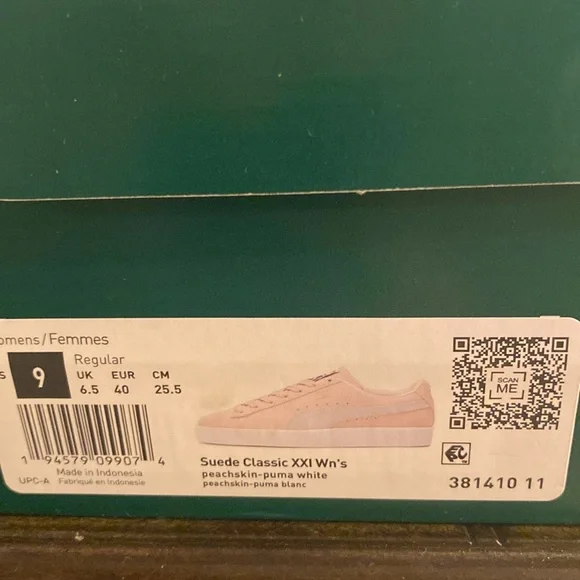 omens/Femmes
Regular
S 9 UK EUR CM
6.5 40 25.5
1 94579 09907 4
Made in Indonesia
UPC-A Fabriqué en Indonésie
Suede Classic XXI Wn's
peachskin-puma white
peachskin-puma blanc
SCAN
ME
381410 11